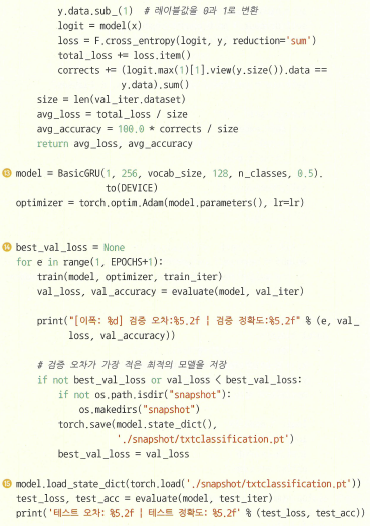 y.data.sub_(1)  # 레이블값을 0과 1로 변환
logit = model(x)
loss = F.cross_entropy(logit, y, reduction='sum')
total_loss += loss.item()
corrects += (logit.max(1)[1].view(y.size()).data ==
y.data).sum()
size = len(val_iter.dataset)
avg_loss = total_loss / size
avg_accuracy = 100.0 * corrects / size
return avg_loss, avg_accuracy
⑬ model = BasicGRU(1, 256, vocab_size, 128, n_classes, 0.5).
to(DEVICE)
optimizer = torch.optim.Adam(model.parameters(), lr=lr)
⑭ best_val_loss = None
for e in range(1, EPOCHS+1):
train(model, optimizer, train_iter)
val_loss, val_accuracy = evaluate(model, val_iter)
print("[이폭: %d] 검증 오차:%5.2f | 검증 정확도:%5.2f" % (e, val_
loss, val_accuracy))
# 검증 오차가 가장 적은 최적의 모델을 저장
if not best_val_loss or val_loss < best_val_loss:
if not os.path.isdir("snapshot"):
os.makedirs("snapshot")
torch.save(model.state_dict(),
'./snapshot/txtclassification.pt')
best_val_loss = val_loss
⑮ model.load_state_dict(torch.load('./snapshot/txtclassification.pt'))
test_loss, test_acc = evaluate(model, test_iter)
print('테스트 오차: %5.2f | 테스트 정확도: %5.2f' % (test_loss, test_acc))